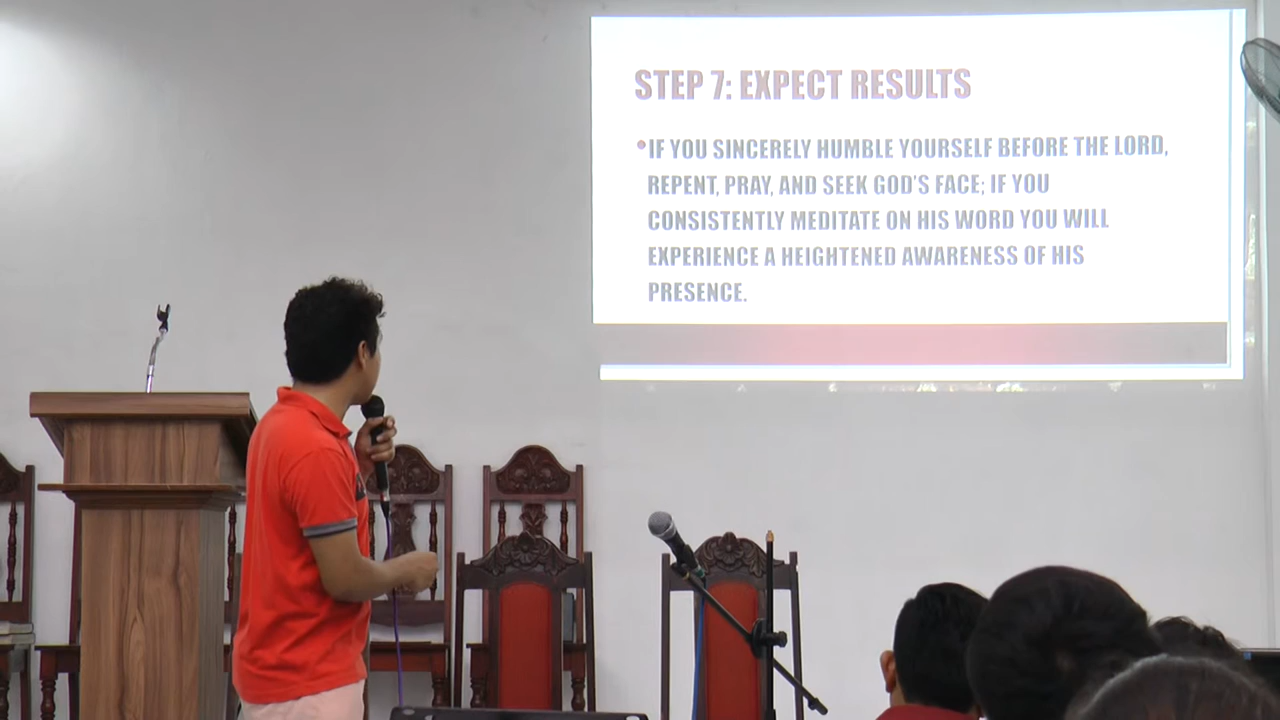 STEP 7: EXPECT RESULTS
•IF YOU SINCERELY HUMBLE YOURSELF BEFORE THE LORD,
REPENT, PRAY, AND SEEK GOD'S FACE; IF YOU
CONSISTENTLY MEDITATE ON HIS WORD YOU WILL
EXPERIENCE A HEIGHTENED AWARENESS OF HIS
PRESENCE.